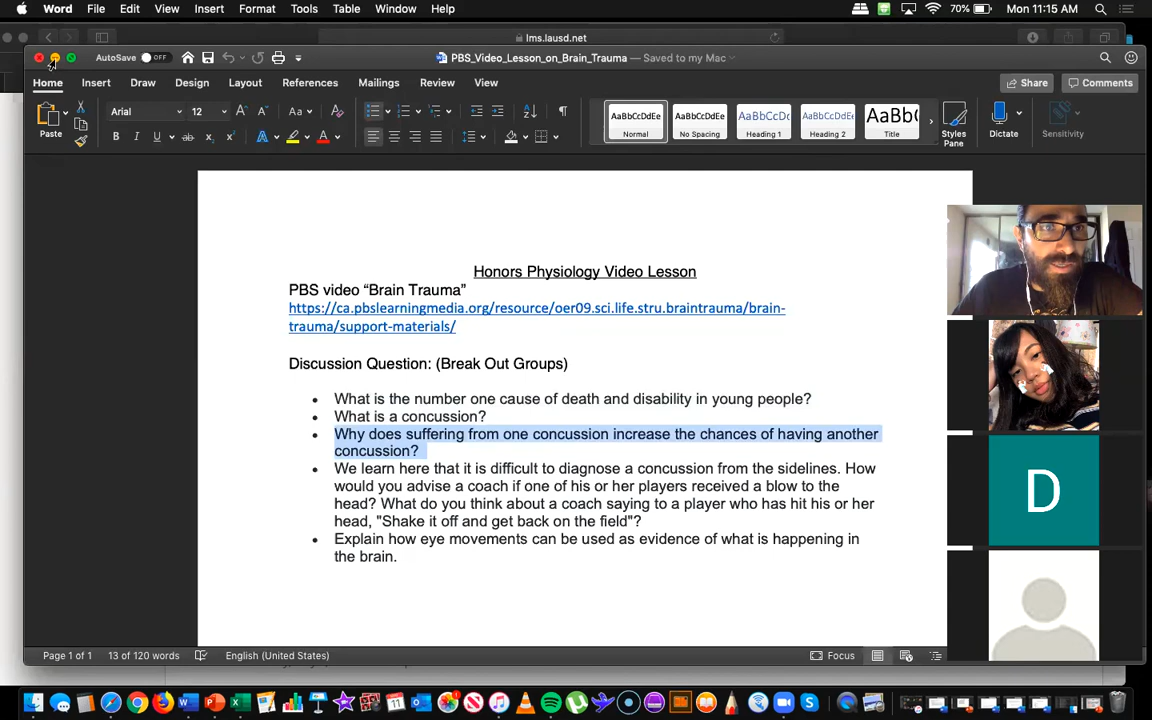 Word File Edit View Insert Format Tools Table Window Help 70% Mon 11:15 AM
lms.lausd.net
AutoSave OFF PBS_Video_Lesson_on_Brain_Trauma — Saved to my Mac
Home Insert Draw Design Layout References Mailings Review View Share Comments
Paste Arial 12 AaBbCcDdEe AaBbCcDdEe AaBbCcDc AaBbCcDdEe AaBb( Styles Pane Dictate Sensitivity
Normal No Spacing Heading 1 Heading 2 Title
Honors Physiology Video Lesson
PBS video “Brain Trauma”
https://ca.pbslearningmedia.org/resource/oer09.sci.life.stru.braintrauma/brain-
trauma/support-materials/
Discussion Question: (Break Out Groups)
• What is the number one cause of death and disability in young people?
• What is a concussion?
• Why does suffering from one concussion increase the chances of having another
concussion?
• We learn here that it is difficult to diagnose a concussion from the sidelines. How
would you advise a coach if one of his or her players received a blow to the
head? What do you think about a coach saying to a player who has hit his or her
head, "Shake it off and get back on the field"?
• Explain how eye movements can be used as evidence of what is happening in
the brain.
D
Page 1 of 1 13 of 120 words English (United States) Focus